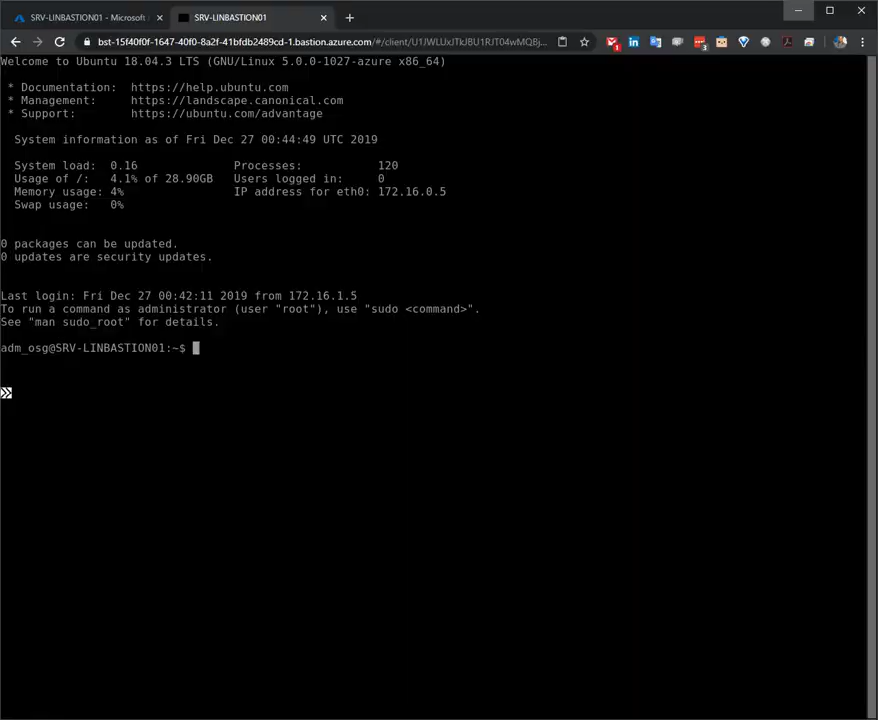 SRV-LINBASTION01 - Microsoft
SRV-LINBASTION01
bst-15f40f0f-1647-40f0-8a2f-41bfdb2489cd-1.bastion.azure.com/#/client/U1JWLUxJTkJBU1RJT04wMQBj...
1
3
Welcome to Ubuntu 18.04.3 LTS (GNU/Linux 5.0.0-1027-azure x86_64)
* Documentation:  https://help.ubuntu.com
* Management:     https://landscape.canonical.com
* Support:        https://ubuntu.com/advantage
System information as of Fri Dec 27 00:44:49 UTC 2019
System load:  0.16               Processes:           120
Usage of /:   4.1% of 28.90GB   Users logged in:     0
Memory usage: 4%                IP address for eth0: 172.16.0.5
Swap usage:   0%
0 packages can be updated.
0 updates are security updates.
Last login: Fri Dec 27 00:42:11 2019 from 172.16.1.5
To run a command as administrator (user "root"), use "sudo <command>".
See "man sudo_root" for details.
adm_osg@SRV-LINBASTION01:~$